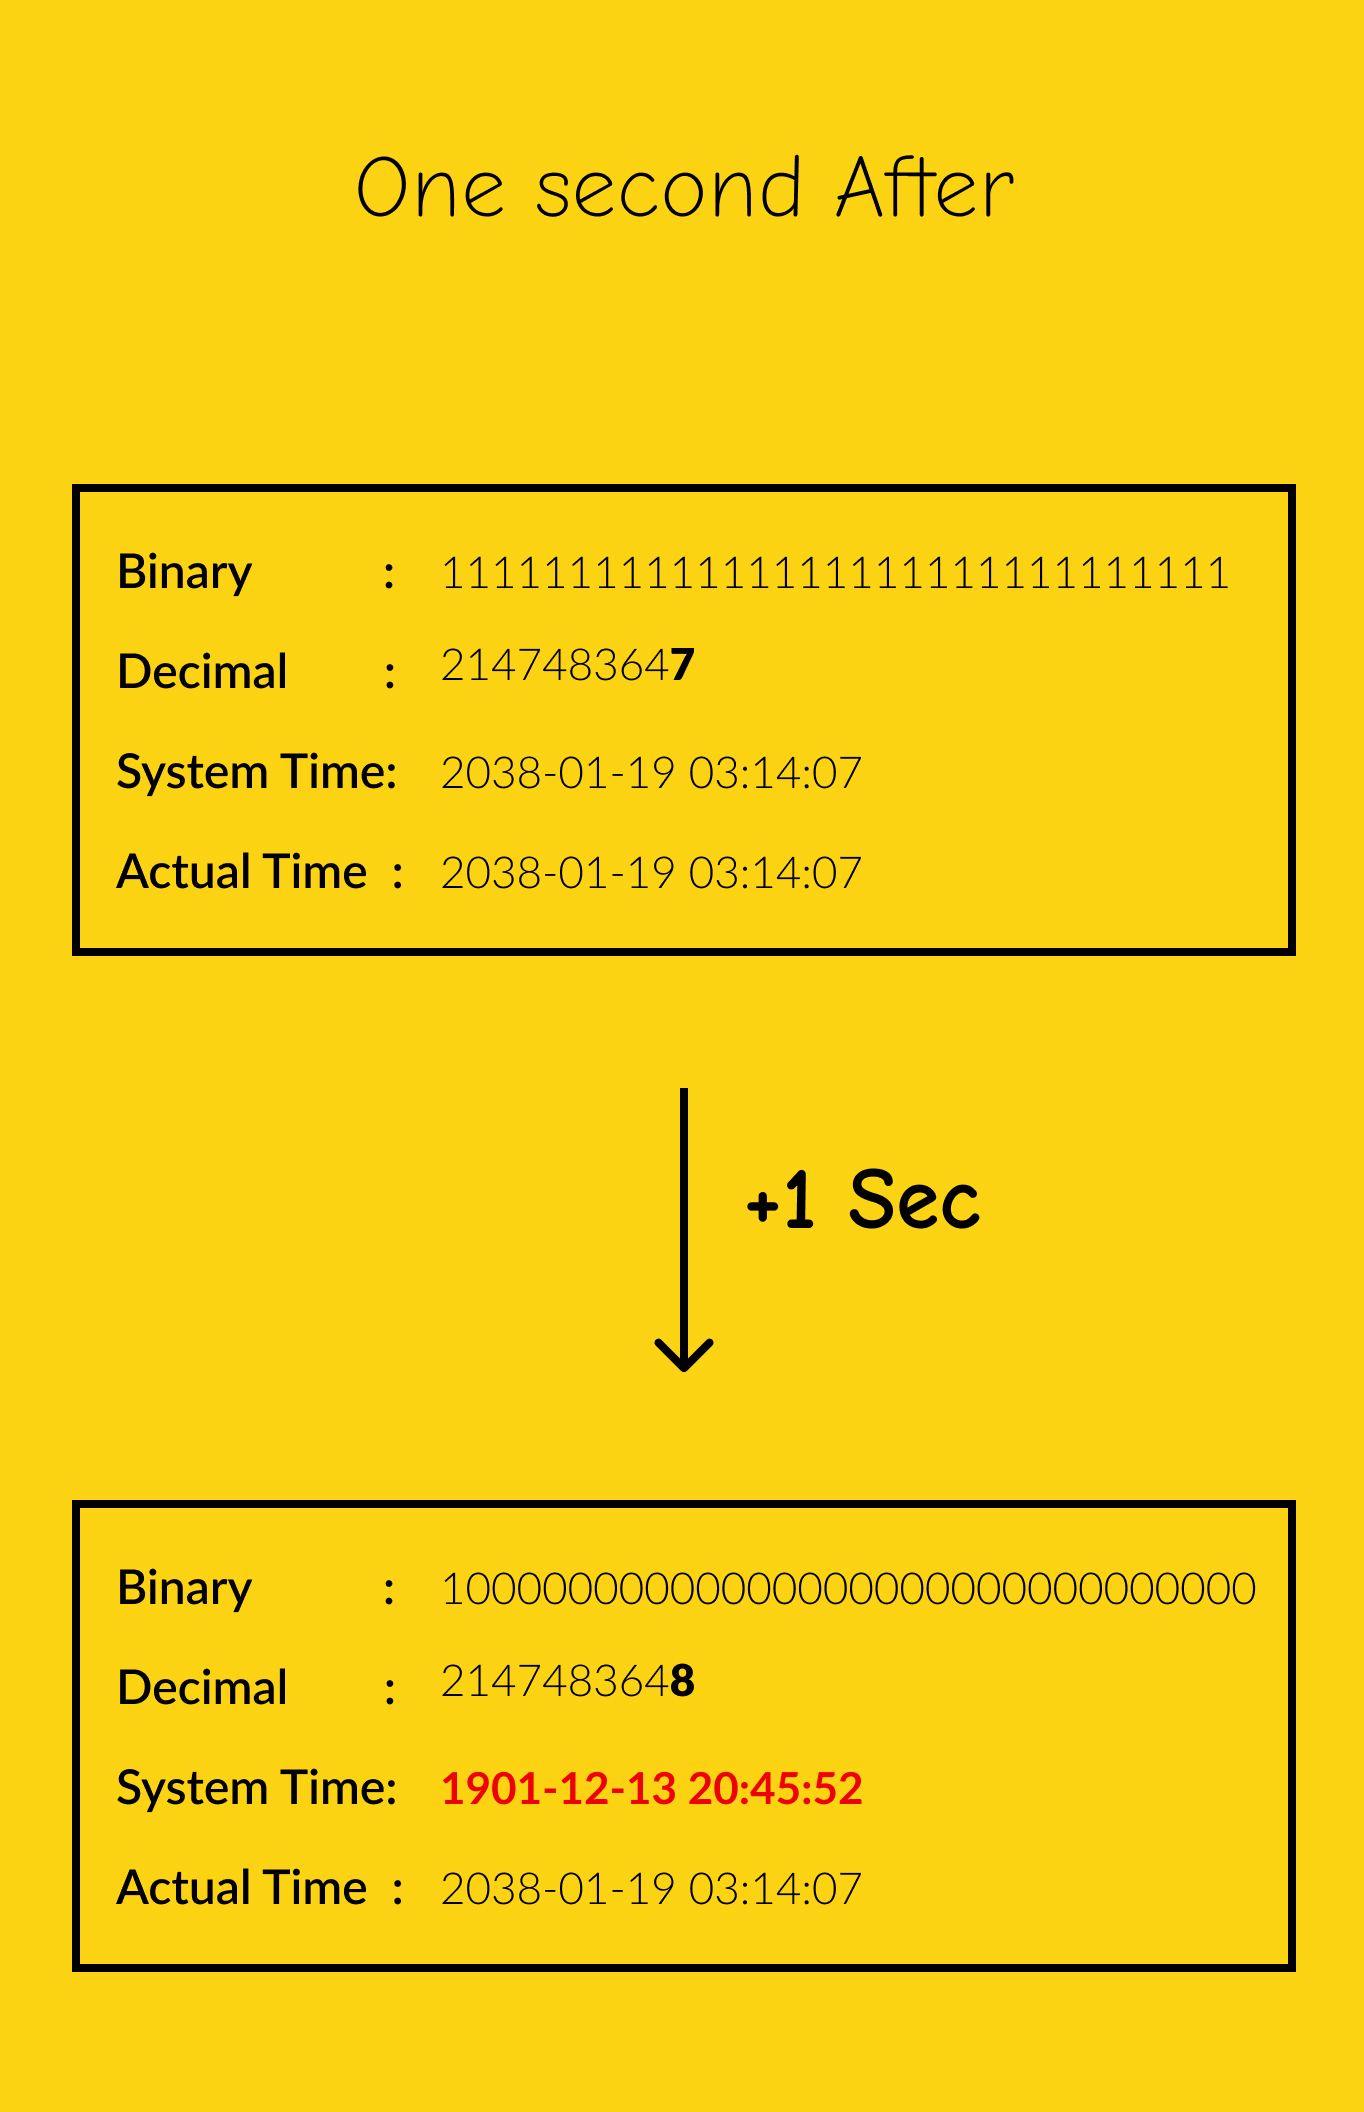 One second After
Binary : 1111111111111111111111111111111
Decimal : 2147483647
System Time: 2038-01-19 03:14:07
Actual Time : 2038-01-19 03:14:07
+1 Sec
Binary : 10000000000000000000000000000000
Decimal : 2147483648
System Time: 1901-12-13 20:45:52
Actual Time : 2038-01-19 03:14:07